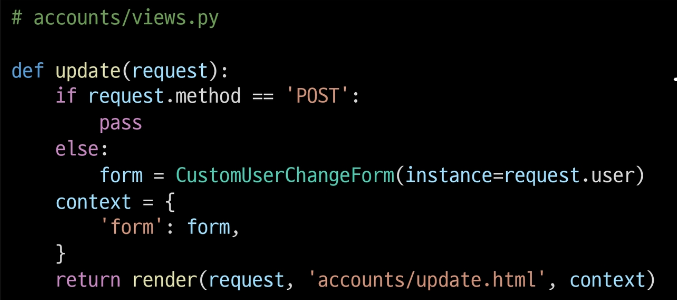 # accounts/views.py
def update(request):
    if request.method == 'POST':
        pass
    else:
        form = CustomUserChangeForm(instance=request.user)
    context = {
        'form': form,
    }
    return render(request, 'accounts/update.html', context)